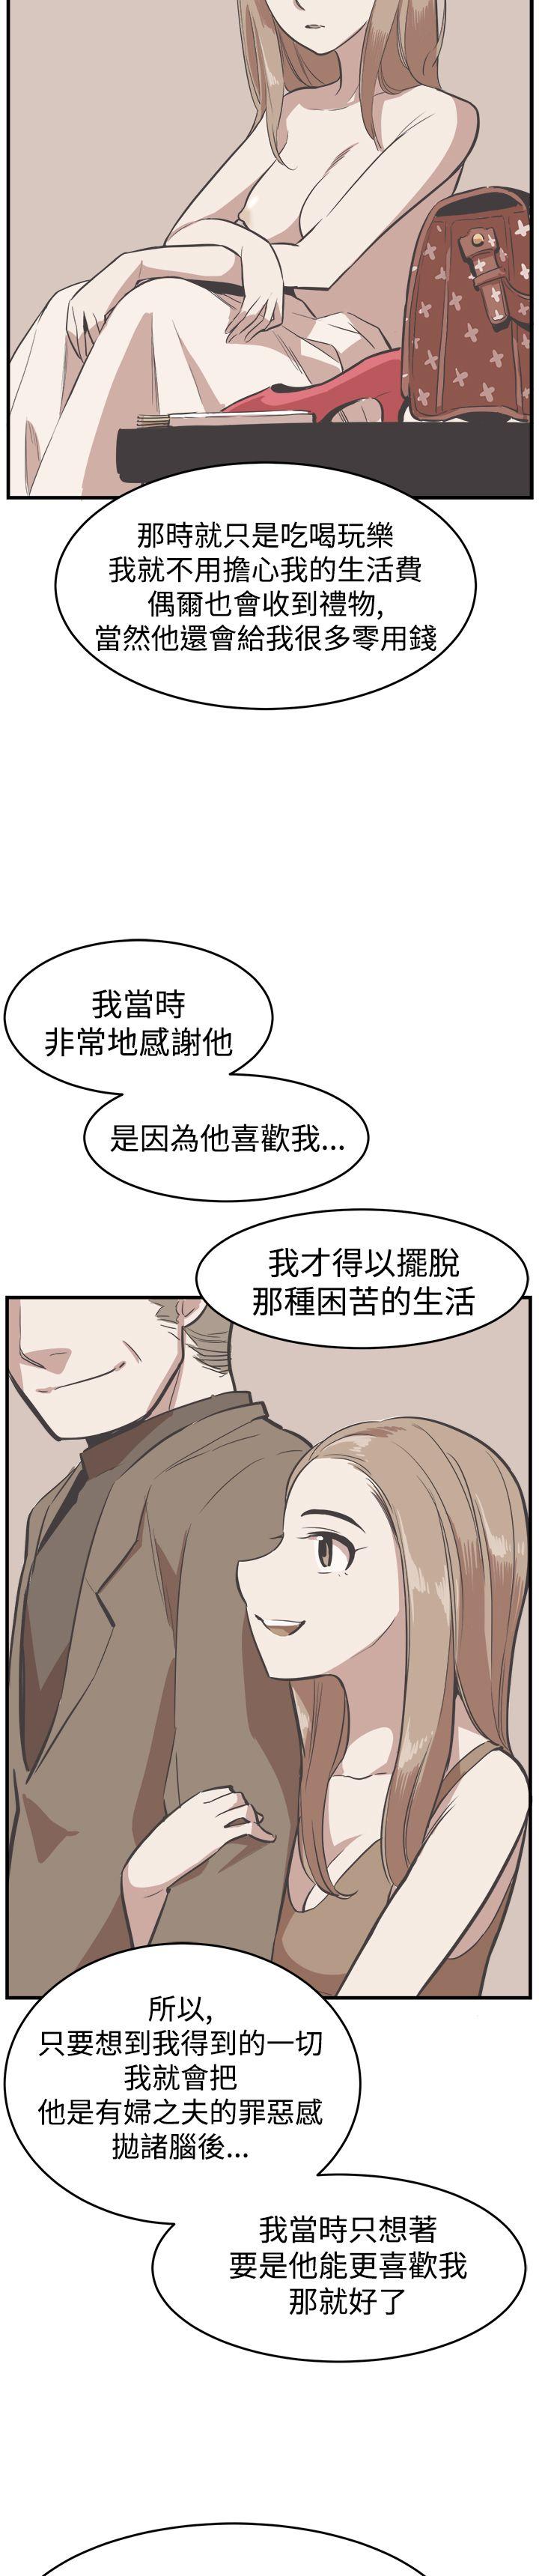 那時就只是吃喝玩樂
我就不用擔心我的生活費
偶爾也會收到禮物,
當然他還會給我很多零用錢
我當時
非常地感謝他
是因為他喜歡我...
我才得以擺脫
那種困苦的生活
所以,
只要想到我得到的一切
我就會把
他是有婦之夫的罪惡感
拋諸腦後...
我當時只想著
要是他能更喜歡我
那就好了